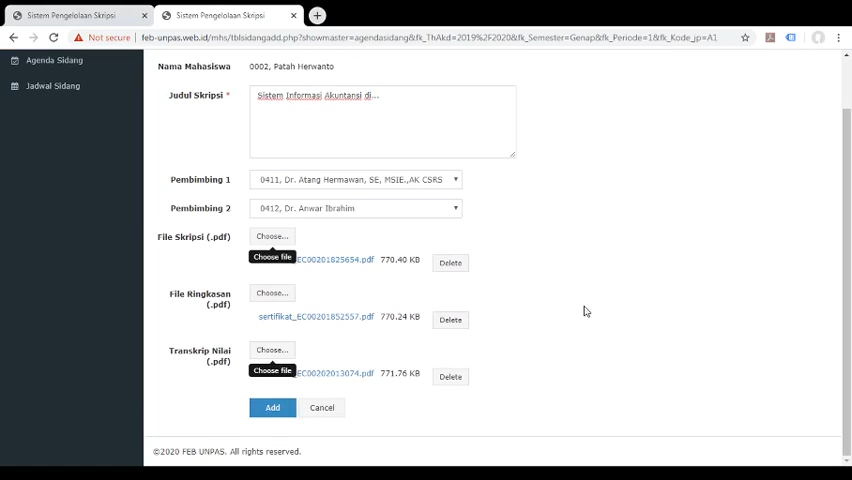 Sistem Pengelolaan Skripsi
Sistem Pengelolaan Skripsi
Not secure
feb-unpas.web.id/mhs/tblsidangadd.php?showmaster=agendasidang&fk_ThAkd=2019%2F2020&fk_Semester=Genap&fk_Periode=1&fk_Kode_jp=A1
Agenda Sidang
Nama Mahasiswa 0002, Patah Herwanto
Jadwal Sidang
Judul Skripsi * Sistem Informasi Akuntansi di...
Pembimbing 1 0411, Dr. Atang Hermawan, SE, MSIE.,AK CSRS
Pembimbing 2 0412, Dr. Anwar Ibrahim
File Skripsi (.pdf) Choose...
Choose file
EC00201825654.pdf 770.40 KB Delete
File Ringkasan (.pdf) Choose...
sertifikat_EC00201852557.pdf 770.24 KB Delete
Transkrip Nilai (.pdf) Choose...
Choose file
EC00202013074.pdf 771.76 KB Delete
Add Cancel
©2020 FEB UNPAS. All rights reserved.